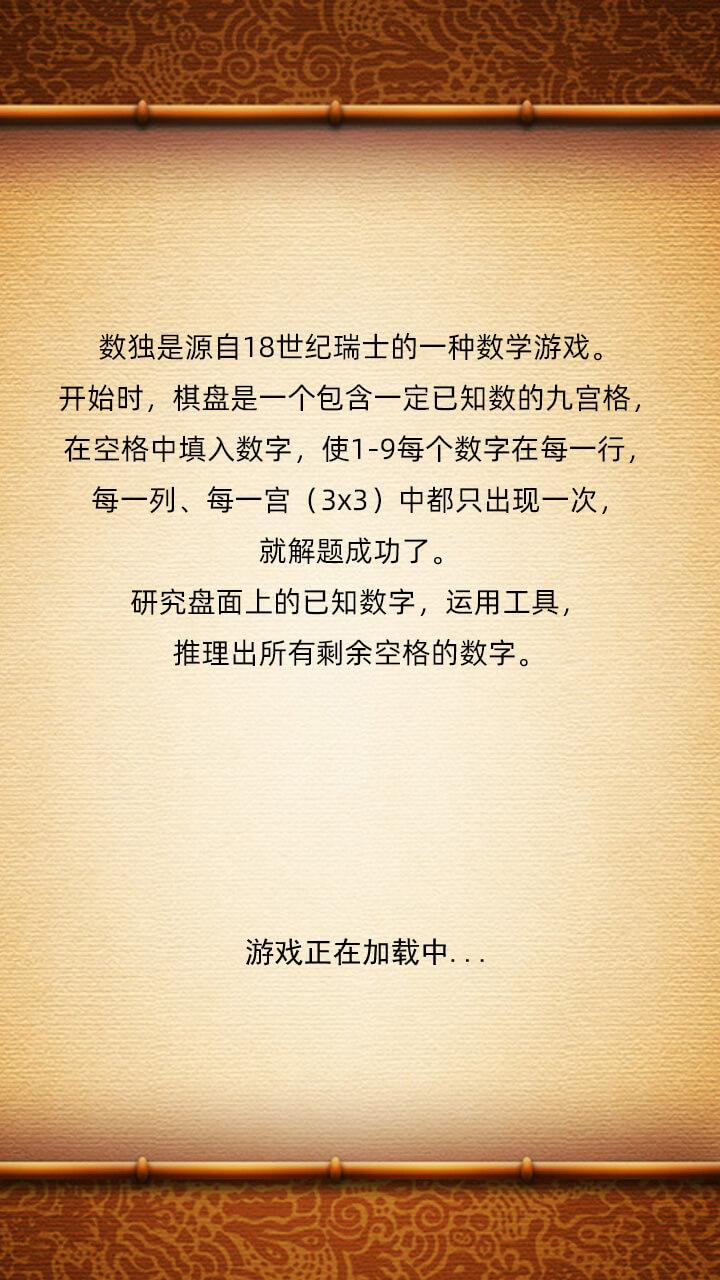 数独是源自18世纪瑞士的一种数学游戏。
开始时，棋盘是一个包含一定已知数的九宫格，
在空格中填入数字，使1-9每个数字在每一行，
每一列、每一宫（3x3）中都只出现一次，
就解题成功了。
研究盘面上的已知数字，运用工具，
推理出所有剩余空格的数字。
游戏正在加载中...